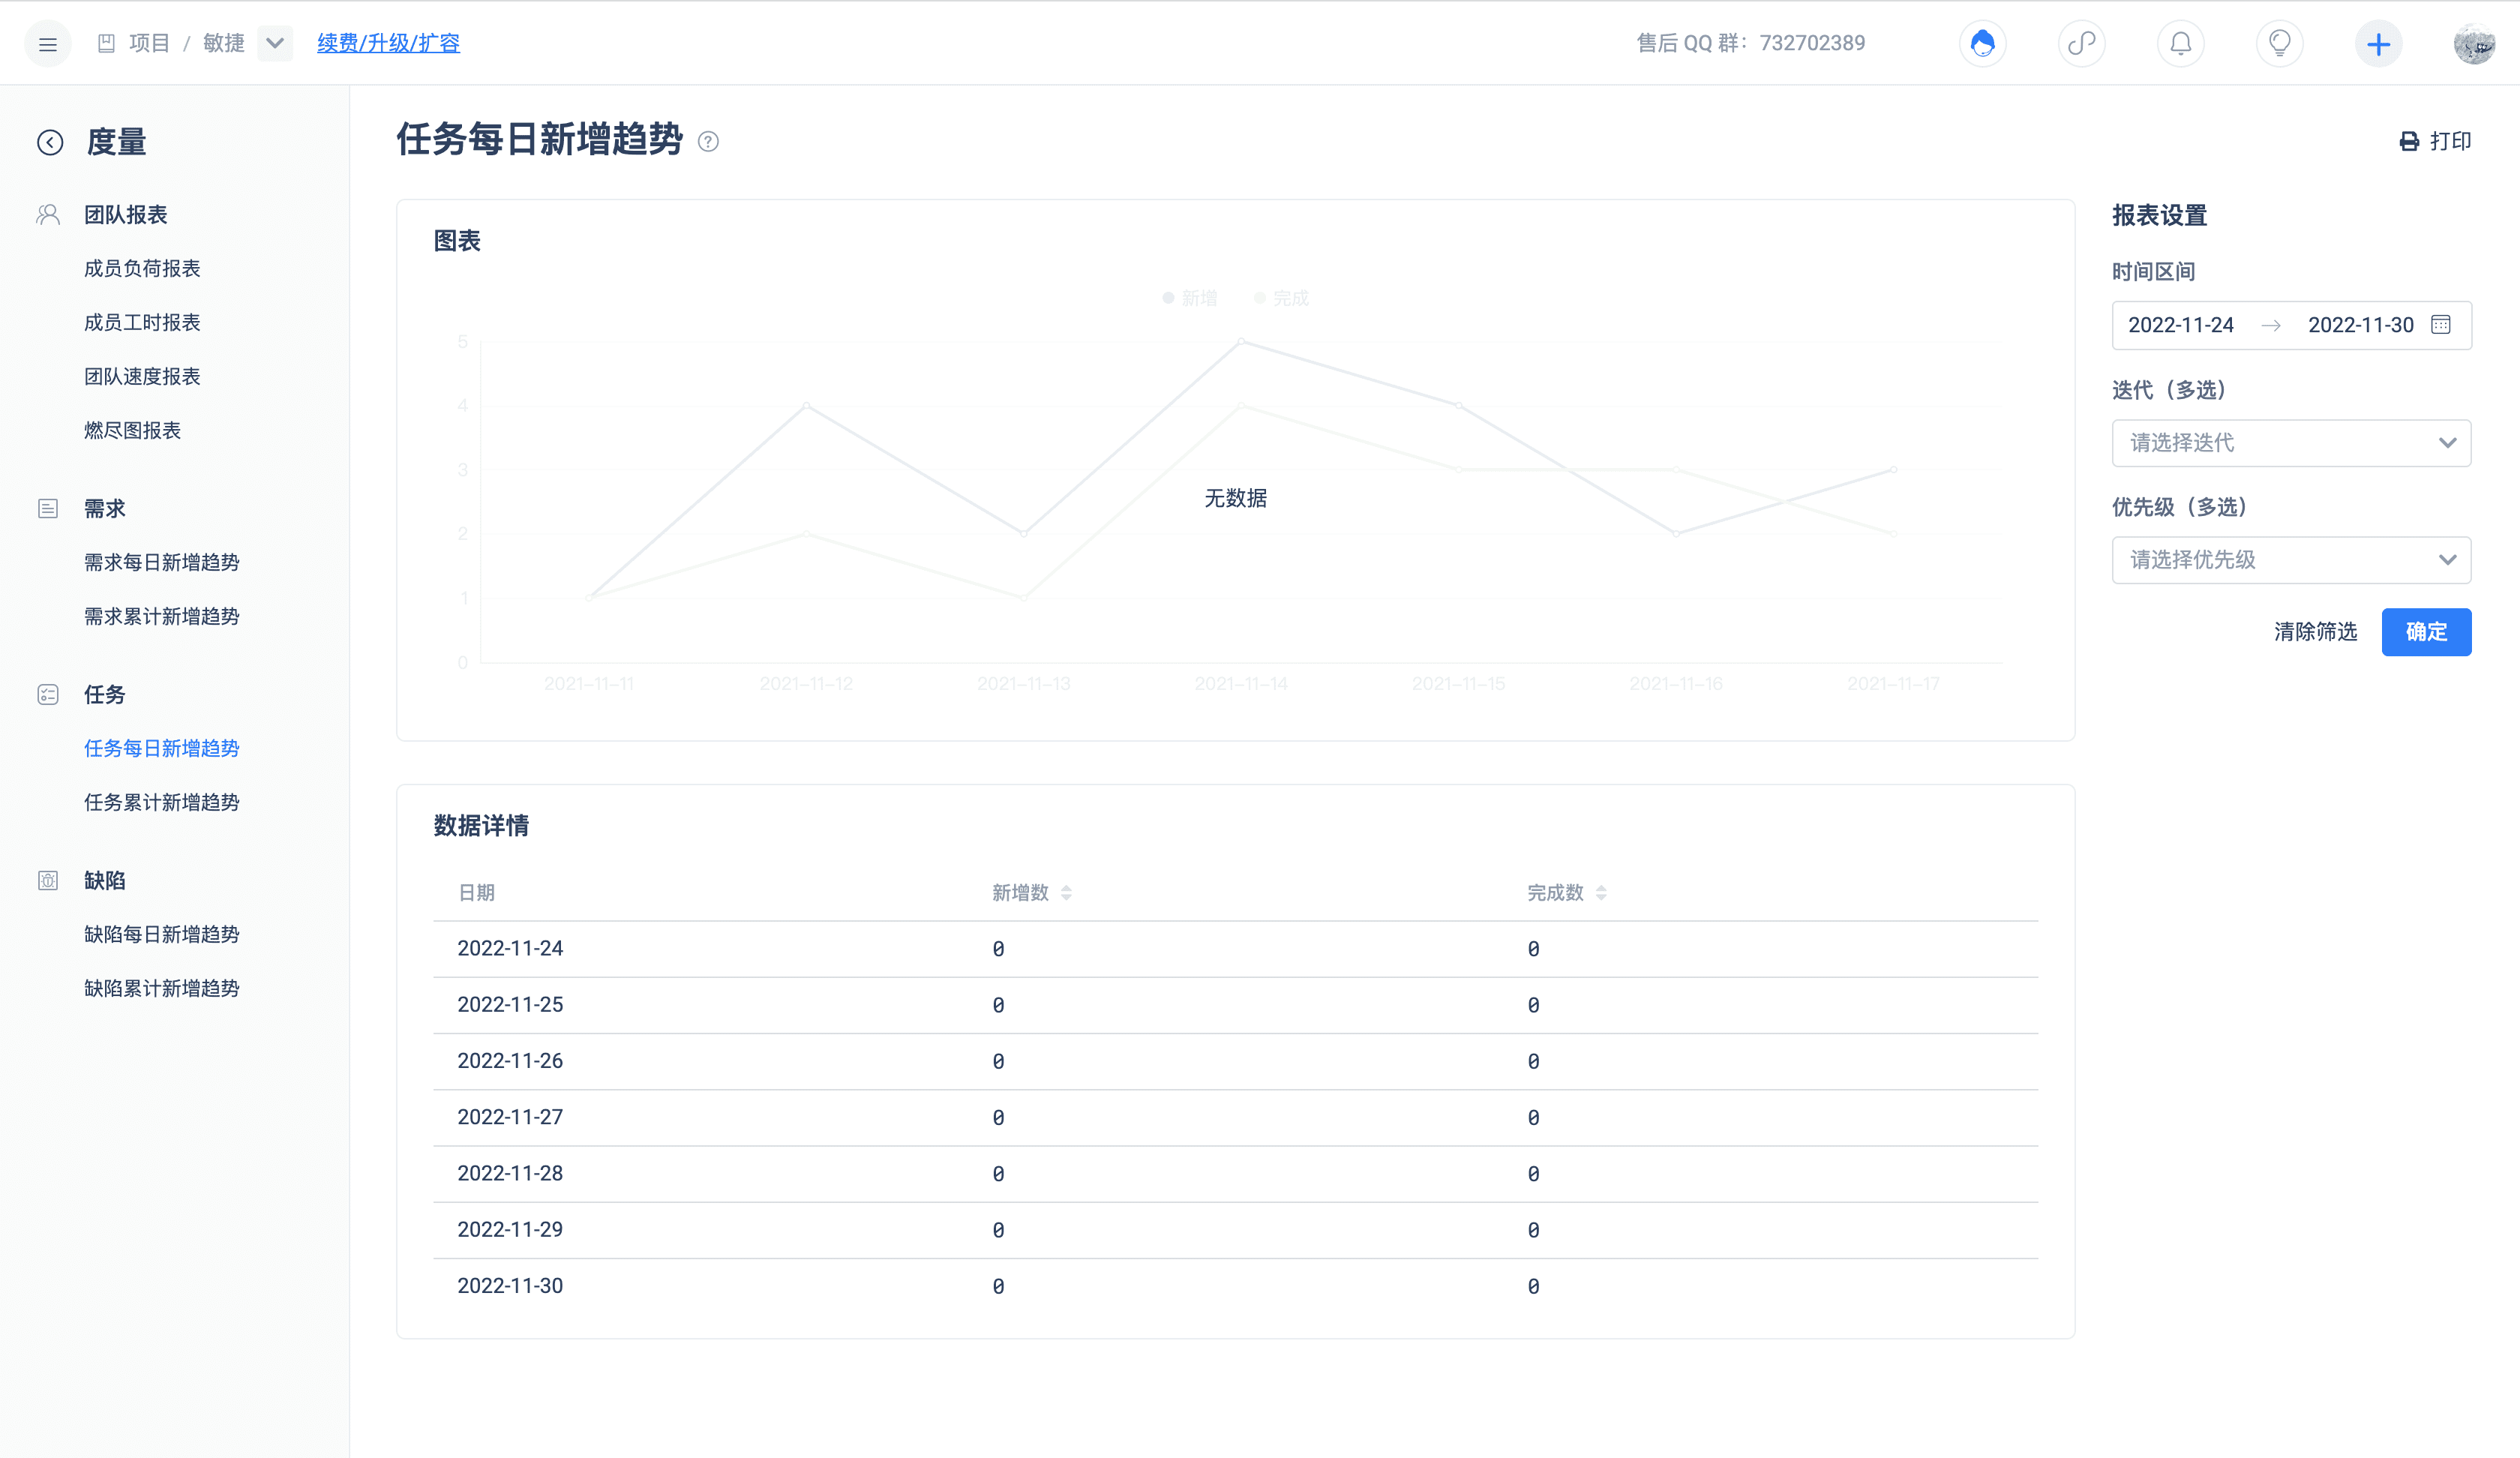 项目 / 敏捷 续费/升级/扩容 售后 QQ 群：732702389
度量
团队报表
成员负荷报表
成员工时报表
团队速度报表
燃尽图报表
需求
需求每日新增趋势
需求累计新增趋势
任务
任务每日新增趋势
任务累计新增趋势
缺陷
缺陷每日新增趋势
缺陷累计新增趋势
任务每日新增趋势 ?
打印
图表
新增 完成
5
4
3
2
1
0
无数据
2021-11-11 2021-11-12 2021-11-13 2021-11-14 2021-11-15 2021-11-16 2021-11-17
数据详情
日期 新增数 完成数
2022-11-24 0 0
2022-11-25 0 0
2022-11-26 0 0
2022-11-27 0 0
2022-11-28 0 0
2022-11-29 0 0
2022-11-30 0 0
报表设置
时间区间
2022-11-24 → 2022-11-30
迭代（多选）
请选择迭代
优先级（多选）
请选择优先级
清除筛选 确定